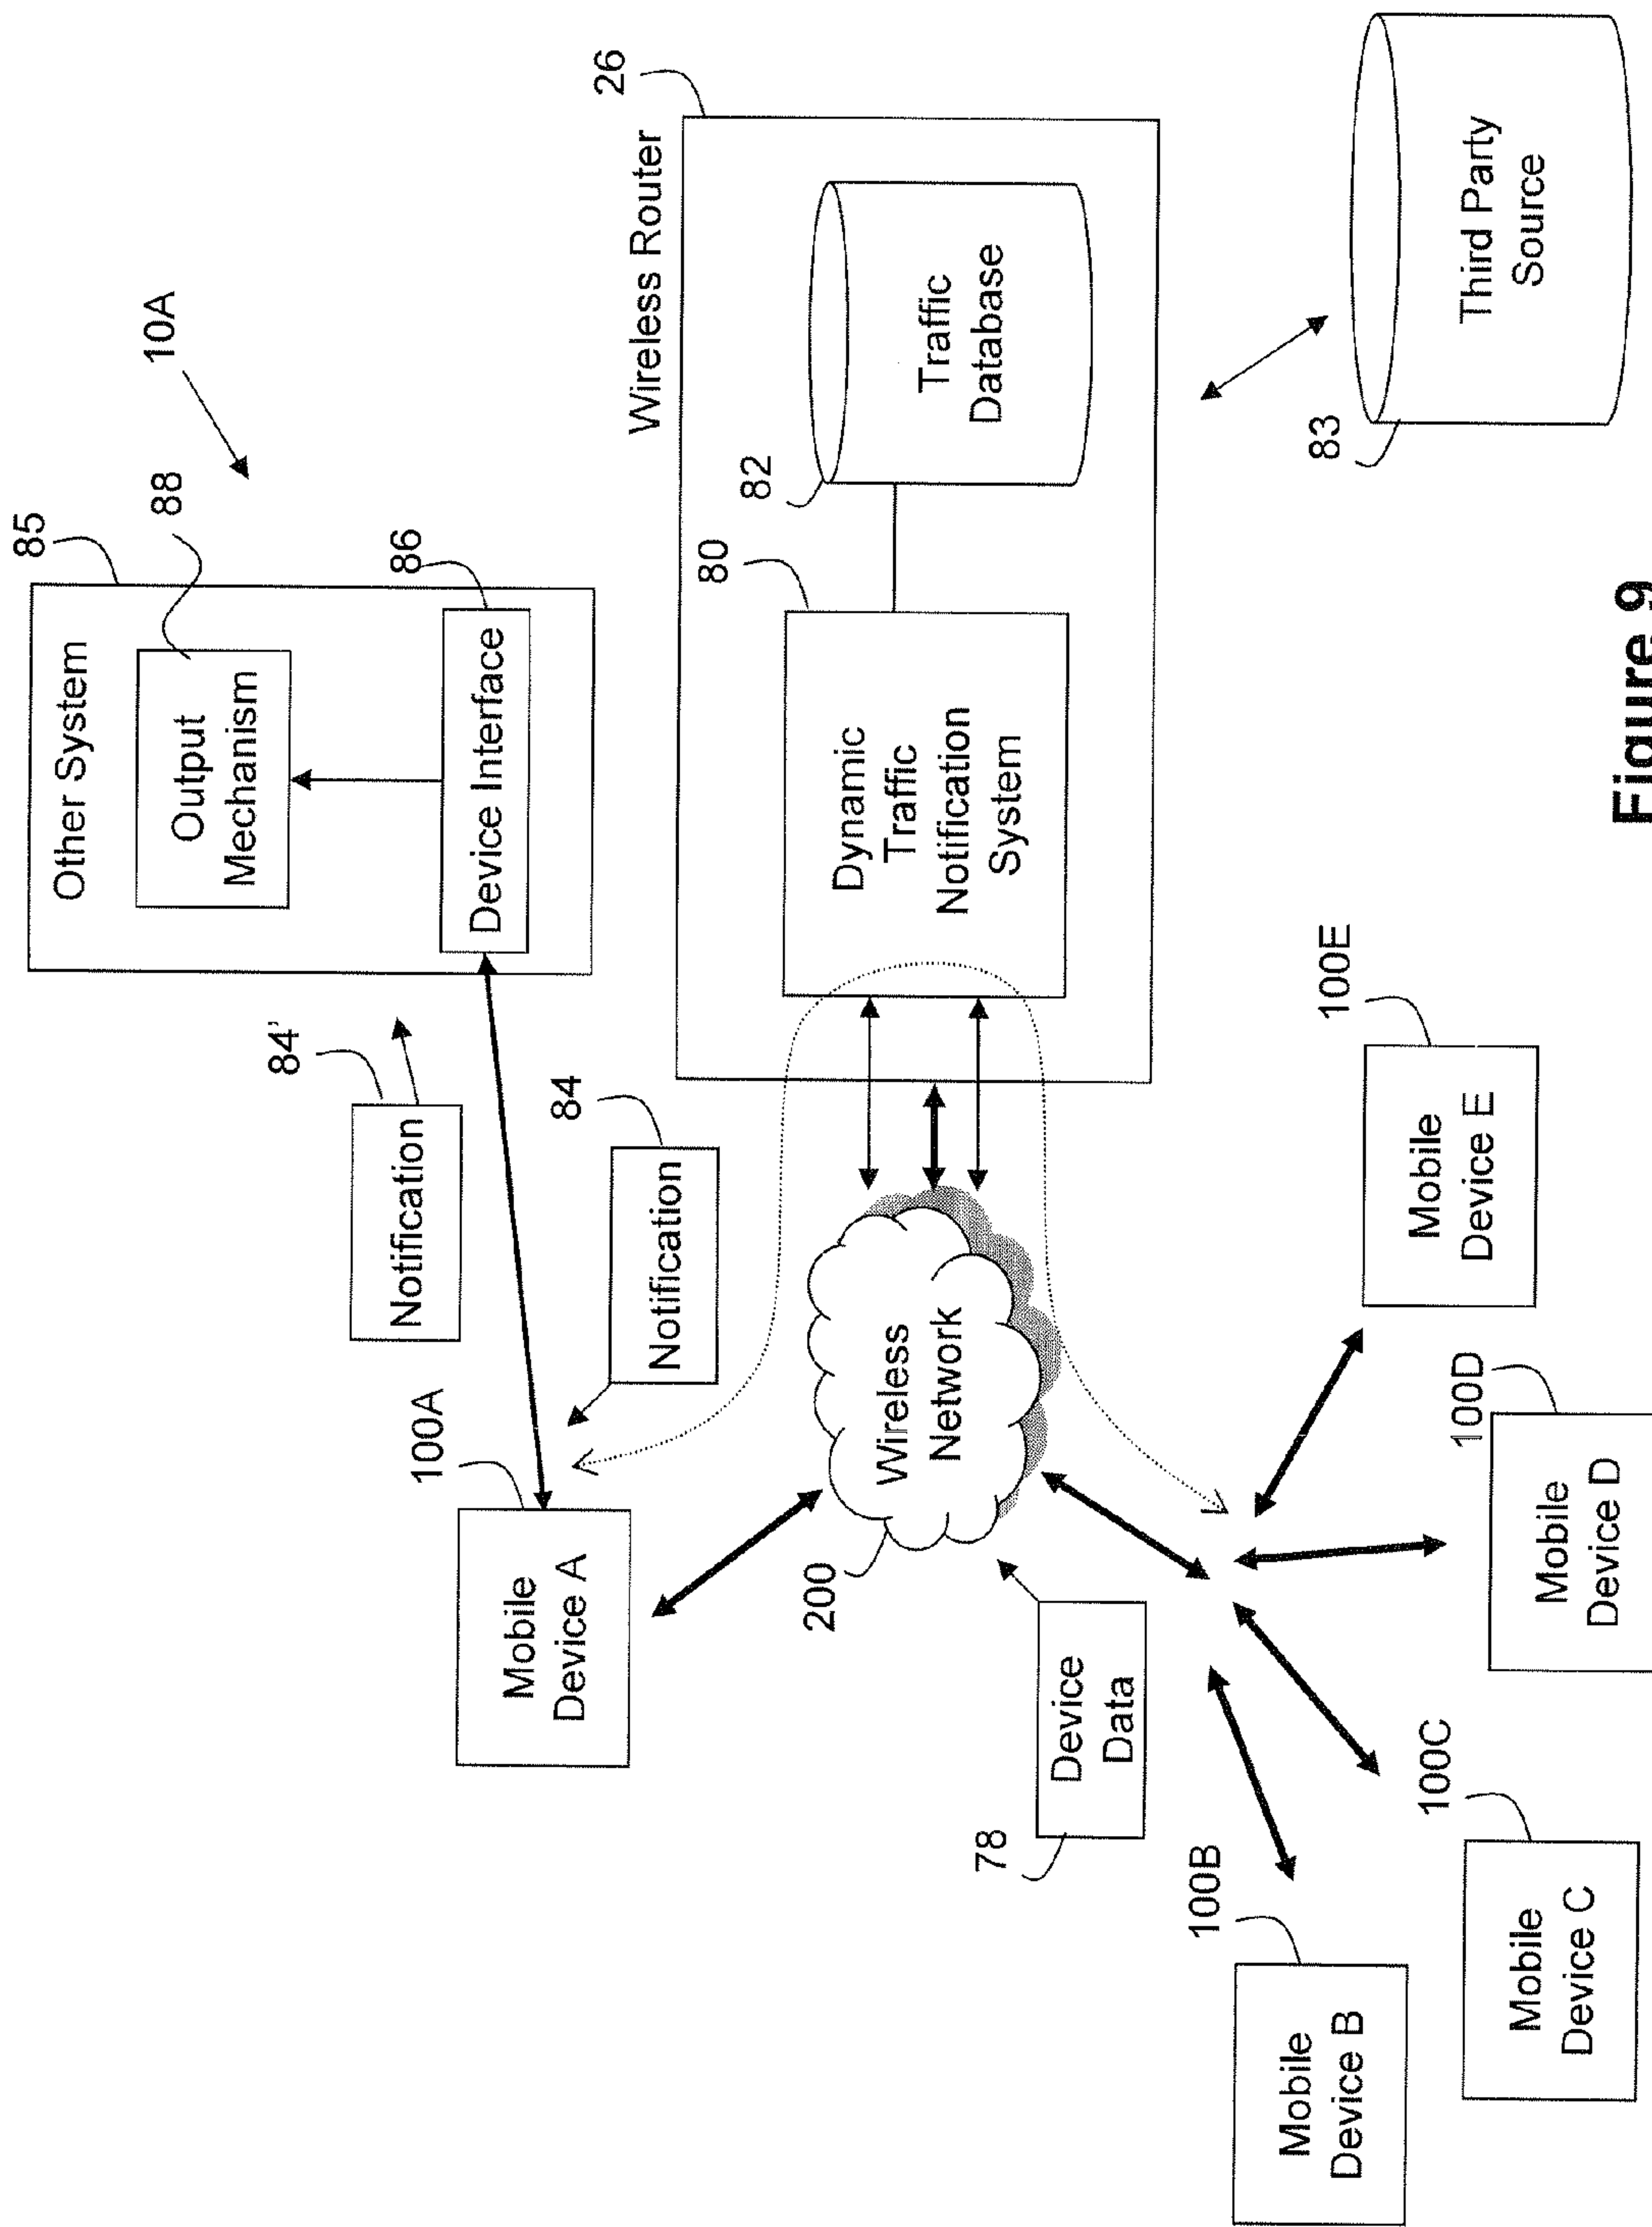 10A
85
Other System
88
Output
Mechanism
86
Device Interface
84'
Notification
84
Notification
100A
Mobile
Device A
Wireless Router
26
80
Dynamic
Traffic
Notification
System
82
Traffic
Database
200
Wireless
Network
78
Device
Data
83
Third Party
Source
100B
Mobile
Device B
100C
Mobile
Device C
100D
Mobile
Device D
100E
Mobile
Device E
Figure 9